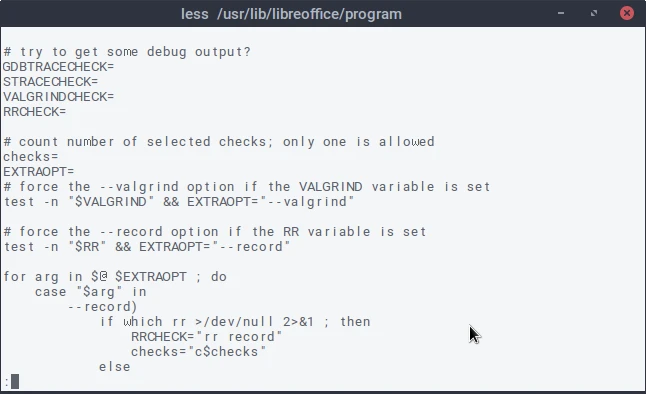 less /usr/lib/libreoffice/program
# try to get some debug output?
GDBTRACECHECK=
STRACECHECK=
VALGRINDCHECK=
RRCHECK=

# count number of selected checks; only one is allowed
checks=
EXTRAOPT=
# force the --valgrind option if the VALGRIND variable is set
test -n "$VALGRIND" && EXTRAOPT="--valgrind"

# force the --record option if the RR variable is set
test -n "$RR" && EXTRAOPT="--record"

for arg in $@ $EXTRAOPT ; do
    case "$arg" in
        --record)
            if which rr >/dev/null 2>&1 ; then
                RRCHECK="rr record"
                checks="c$checks"
            else
: